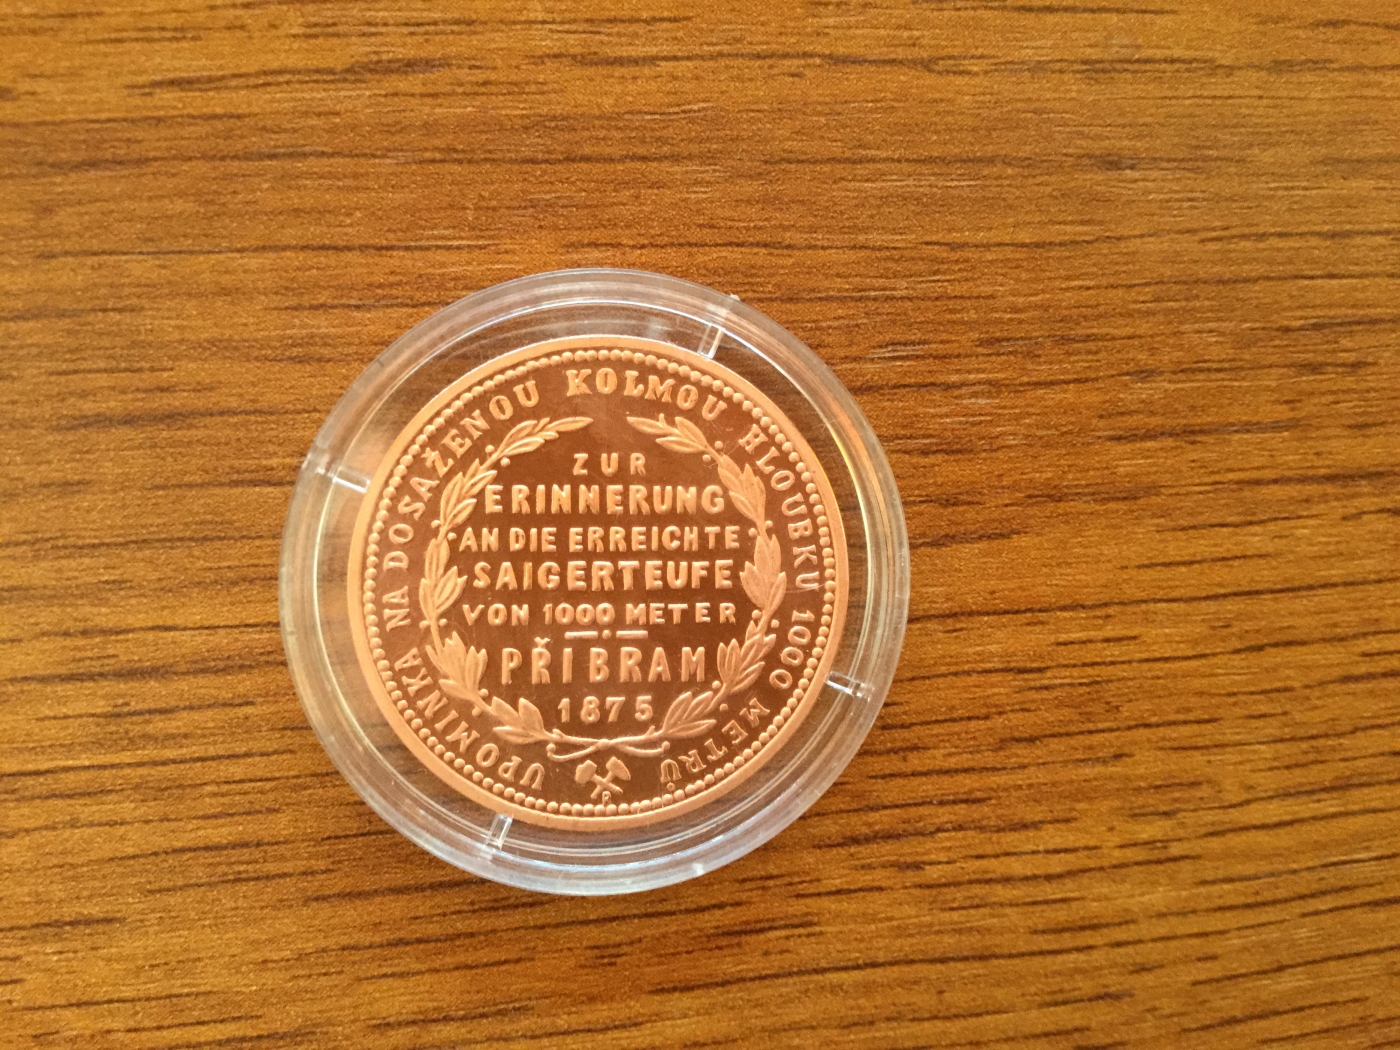 UPOMINKA NA DOSAŽENOU KOLMOU HLOUBKU 1000 METRŮ
ZUR
ERINNERUNG
AN DIE ERREICHTE
SAIGERTEUFE
VON 1000 METER
PŘIBRAM
1875
R